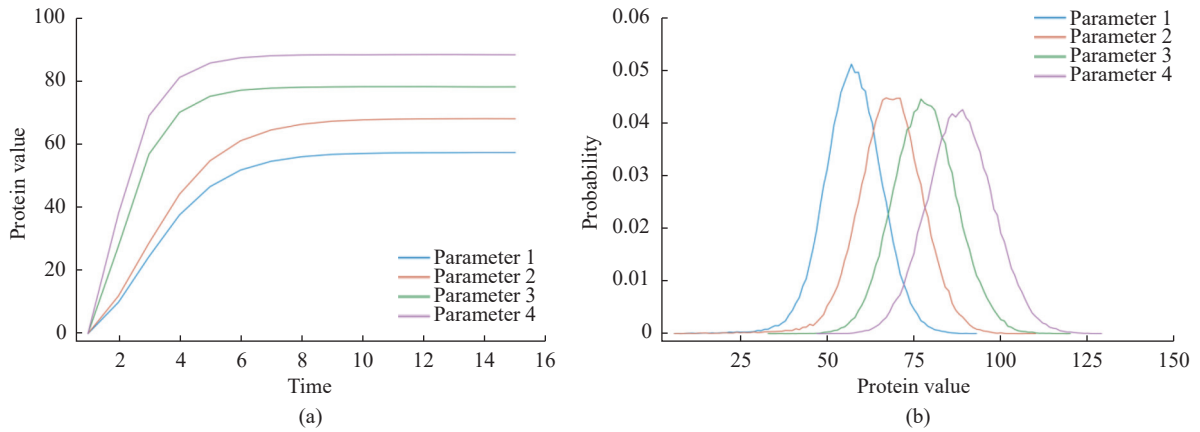 100
80
60
40
20
0
Protein value
2
4
6
8
10
12
14
16
Time
Parameter 1
Parameter 2
Parameter 3
Parameter 4
(a)
0.06
0.05
0.04
0.03
0.02
0.01
0
Probability
25
50
75
100
125
150
Protein value
Parameter 1
Parameter 2
Parameter 3
Parameter 4
(b)